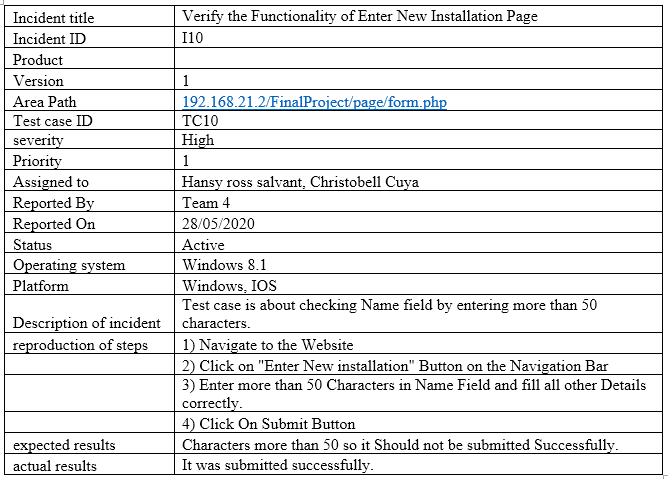 Incident title Verify the Functionality of Enter New Installation Page
Incident ID I10
Product
Version 1
Area Path 192.168.21.2/FinalProject/page/form.php
Test case ID TC10
severity High
Priority 1
Assigned to Hansy ross salvant, Christobell Cuya
Reported By Team 4
Reported On 28/05/2020
Status Active
Operating system Windows 8.1
Platform Windows, IOS
Description of incident Test case is about checking Name field by entering more than 50
characters.
reproduction of steps 1) Navigate to the Website
2) Click on "Enter New installation" Button on the Navigation Bar
3) Enter more than 50 Characters in Name Field and fill all other Details
correctly.
4) Click On Submit Button
expected results Characters more than 50 so it Should not be submitted Successfully.
actual results It was submitted successfully.